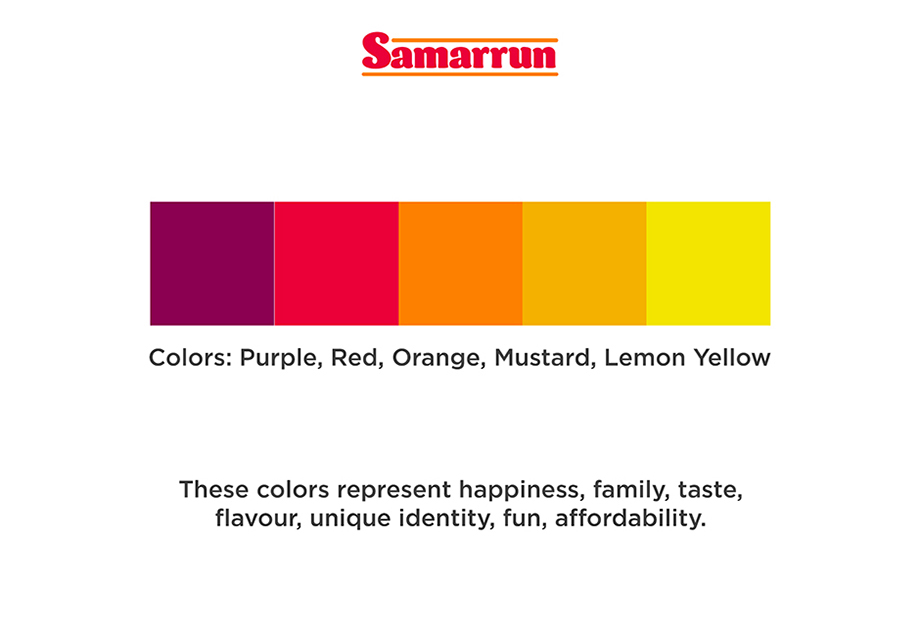 Samarrun
Colors: Purple, Red, Orange, Mustard, Lemon Yellow
These colors represent happiness, family, taste,
flavour, unique identity, fun, affordability.